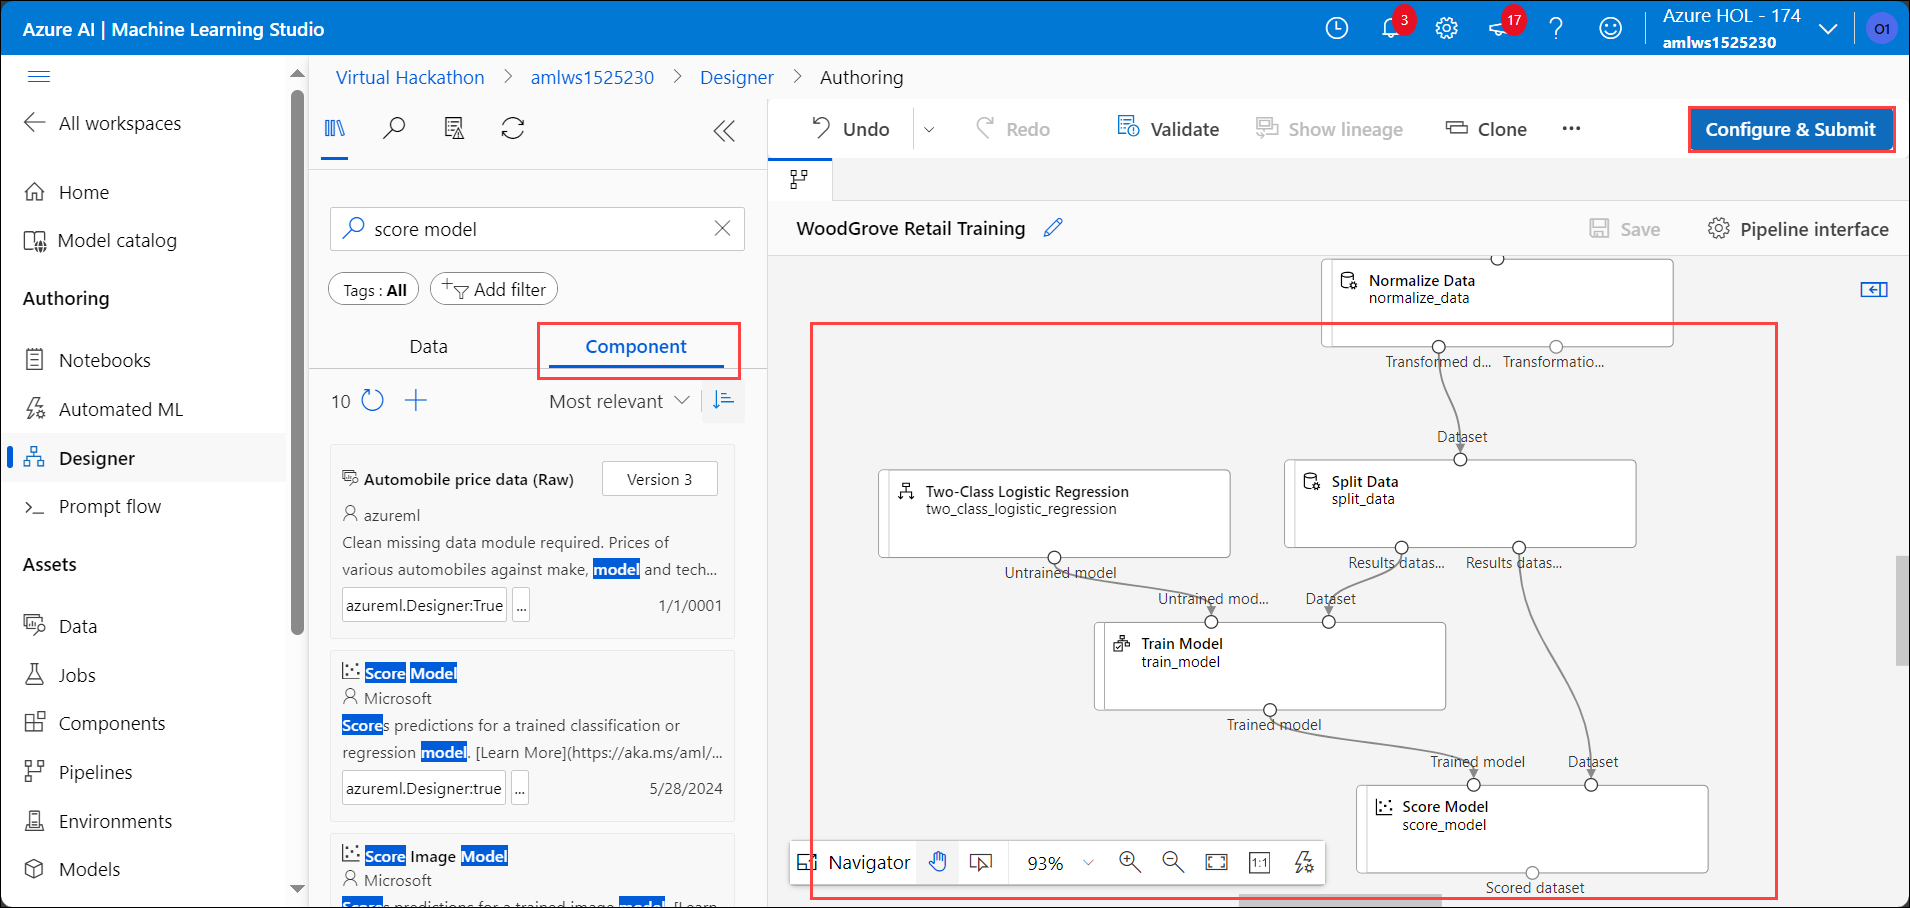 Azure AI | Machine Learning Studio
3
17
Azure HOL - 174
amlws1525230
O1
All workspaces
Home
Model catalog
Authoring
Notebooks
Automated ML
Designer
Prompt flow
Assets
Data
Jobs
Components
Pipelines
Environments
Models
Virtual Hackathon > amlws1525230 > Designer > Authoring
score model
Tags : All
Add filter
Data
Component
10
Most relevant
Automobile price data (Raw)
Version 3
azureml
Clean missing data module required. Prices of
various automobiles against make, model and tech...
azureml.Designer:True
...
1/1/0001
Score Model
Microsoft
Scores predictions for a trained classification or
regression model. [Learn More](https://aka.ms/aml/...
azureml.Designer:true
...
5/28/2024
Score Image Model
Microsoft
Scores predictions for a trained image model. [Learn
Undo
Redo
Validate
Show lineage
Clone
...
Configure & Submit
WoodGrove Retail Training
Save
Pipeline interface
Normalize Data
normalize_data
Transformed d...
Transformatio...
Dataset
Two-Class Logistic Regression
two_class_logistic_regression
Split Data
split_data
Untrained model
Results datas...
Results datas...
Untrained mod...
Dataset
Train Model
train_model
Trained model
Trained model
Dataset
Score Model
score_model
Scored dataset
Navigator
93%
1:1